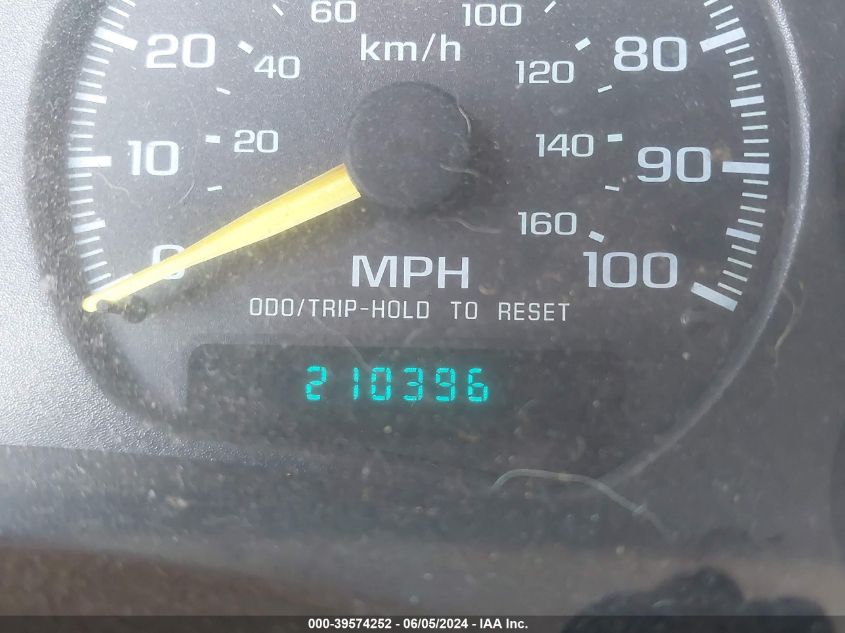 60 100
20 km/h 80
40 120
10 20 140 90
160
0 MPH 100
ODO/TRIP-HOLD TO RESET
210396
000-39574252 - 06/05/2024 - IAA Inc.